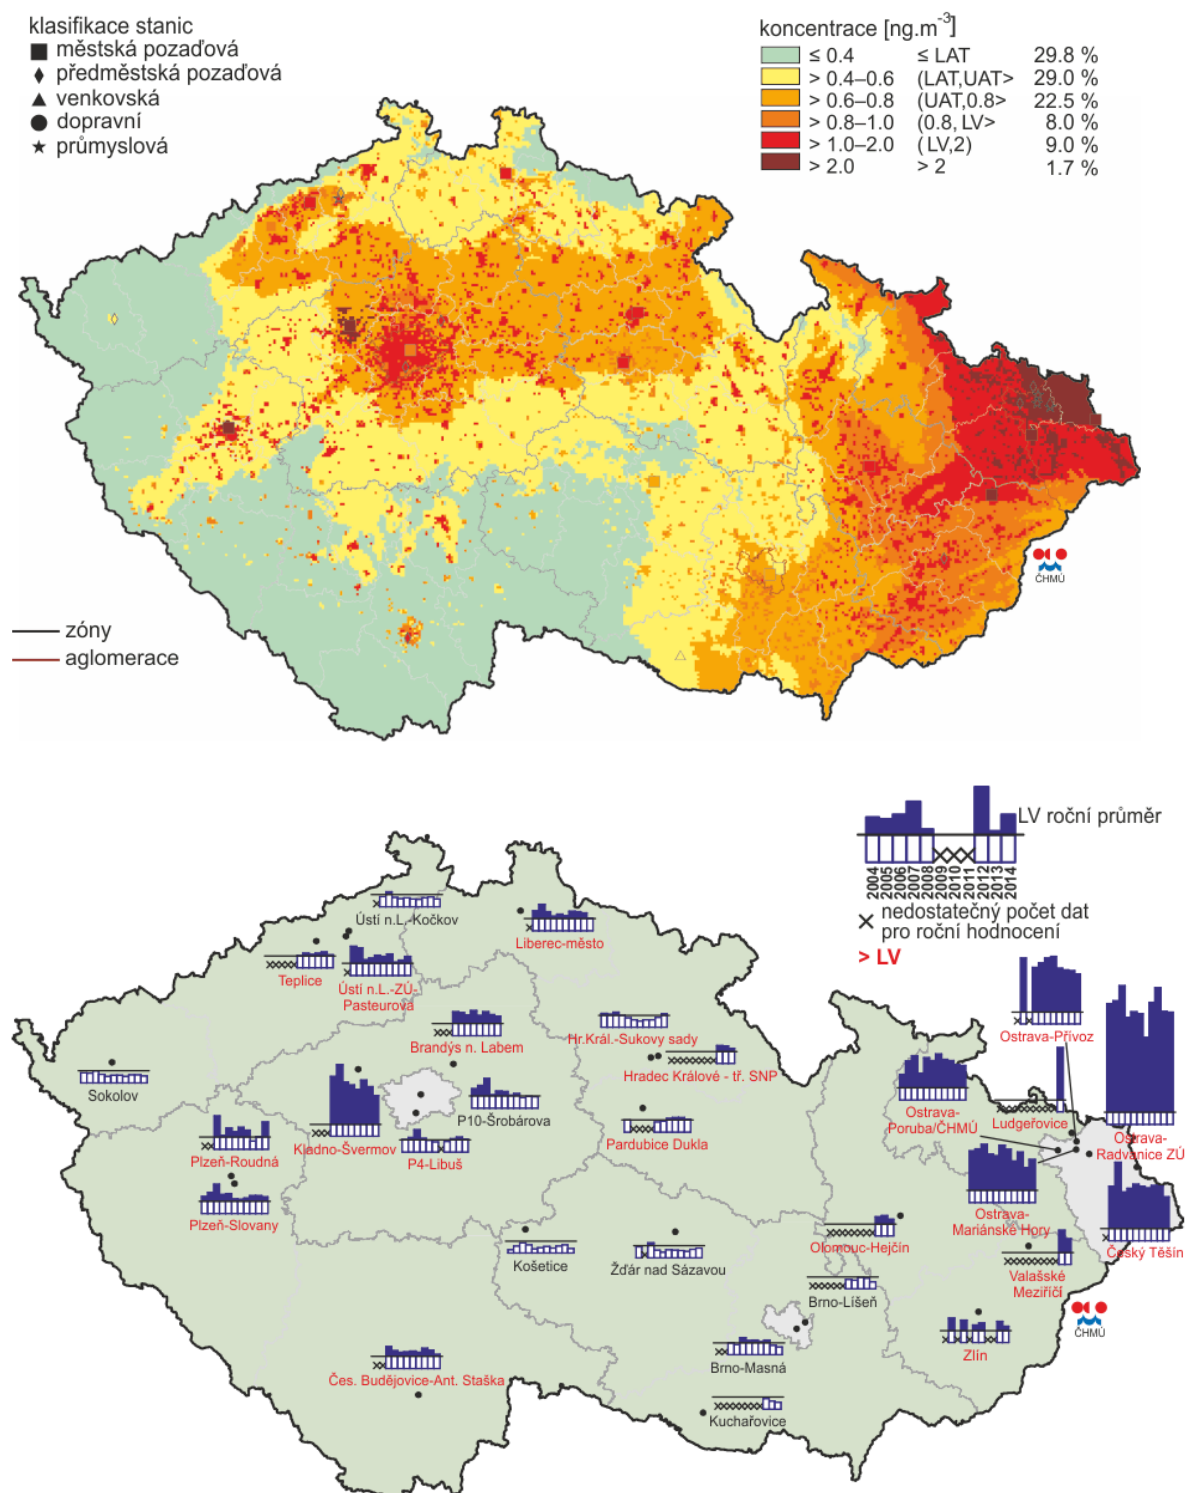 klasifikace stanic
městská pozaďová
předměstská pozaďová
venkovská
dopravní
průmyslová
koncentrace [ng.m-3]
≤ 0.4 ≤ LAT 29.8 %
> 0.4–0.6 (LAT,UAT> 29.0 %
> 0.6–0.8 (UAT,0.8> 22.5 %
> 0.8–1.0 (0.8, LV> 8.0 %
> 1.0–2.0 (LV,2) 9.0 %
> 2.0 > 2 1.7 %
ČHMÚ
zóny
aglomerace
LV roční průměr
2004 2005 2006 2007 2008 2009 2010 2011 2012 2013 2014
nedostatečný počet dat
pro roční hodnocení
> LV
Ústí n.L.-Kočkov
Liberec-město
Teplice
Ústí n.L.-ZÚ-
Pasteurova
Brandýs n. Labem
Hr.Král.-Sukovy sady
Hradec Králové - tř. SNP
Ostrava-Přívoz
Sokolov
P10-Šrobárova
Ostrava-
Poruba/ČHMÚ
Ludgeřovice
Ostrava-
Radvanice ZÚ
Plzeň-Roudná
Kladno-Švermov
P4-Libuš
Pardubice Dukla
Plzeň-Slovany
Ostrava-
Mariánské Hory
Český Těšín
Olomouc-Hejčín
Košetice
Žďár nad Sázavou
Valašské
Meziříčí
Brno-Líšeň
ČHMÚ
Zlín
Brno-Masná
Čes. Budějovice-Ant. Staška
Kuchařovice